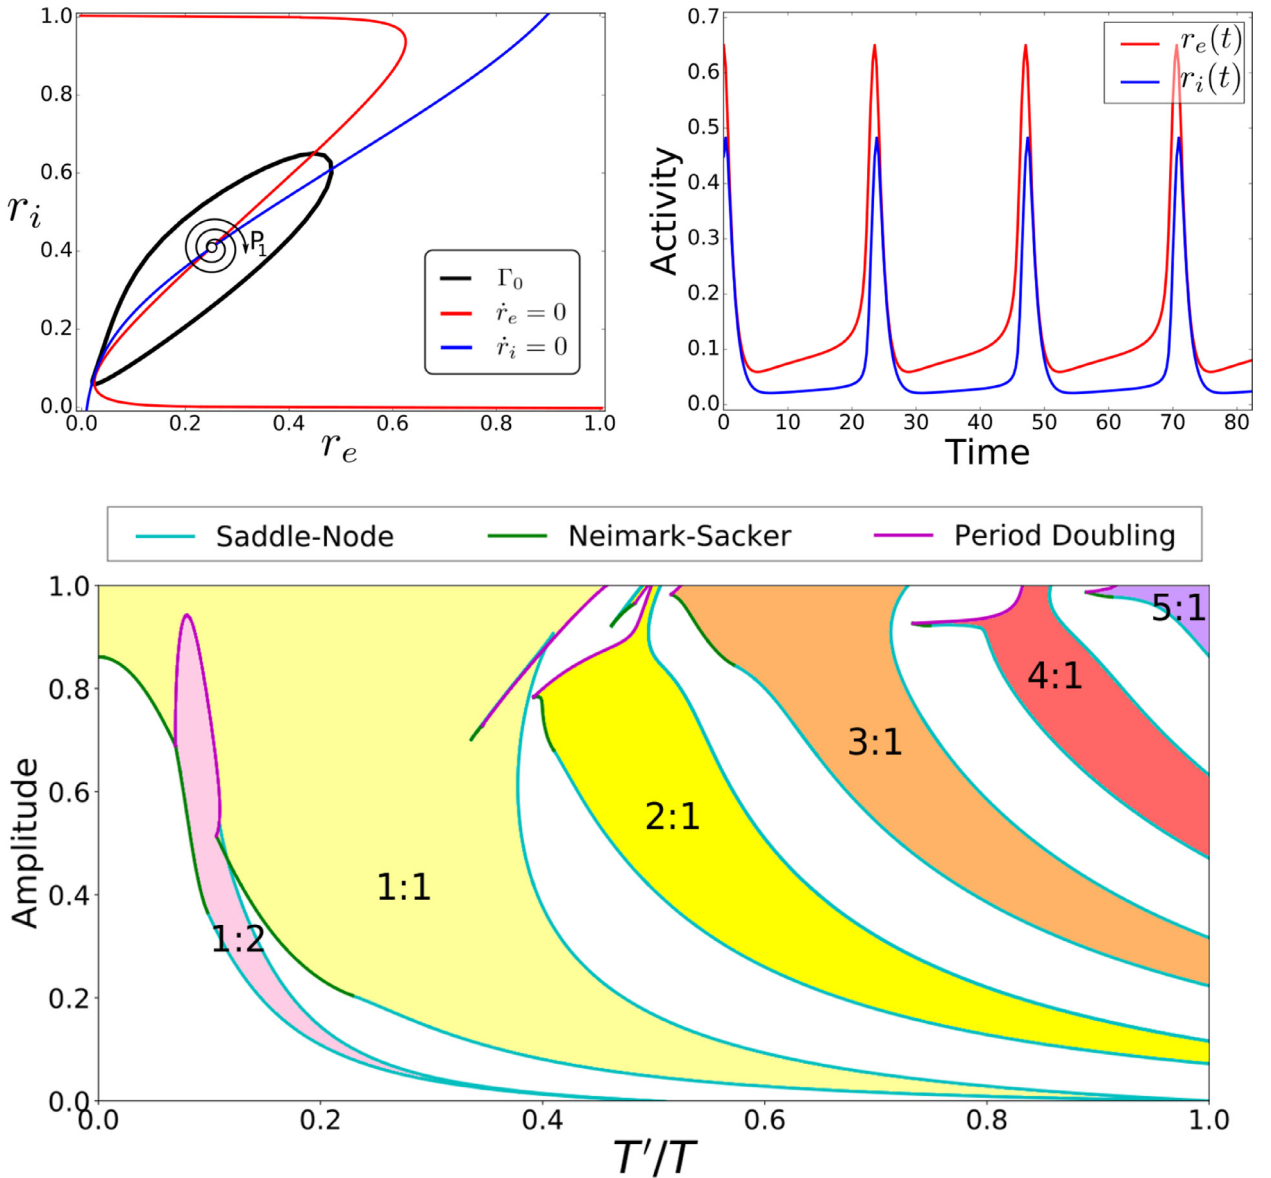 1.0
0.8
0.6
0.4
0.2
0.0
r_i
P_1
Γ_0
ṙ_e = 0
ṙ_i = 0
0.0 0.2 0.4 0.6 0.8 1.0
r_e
0.7
0.6
0.5
0.4
0.3
0.2
0.1
0.0
Activity
r_e(t)
r_i(t)
0 10 20 30 40 50 60 70 80
Time
Saddle-Node Neimark-Sacker Period Doubling
1.0
0.8
0.6
0.4
0.2
0.0
Amplitude
5:1
4:1
3:1
2:1
1:1
1:2
0.0 0.2 0.4 0.6 0.8 1.0
T'/T